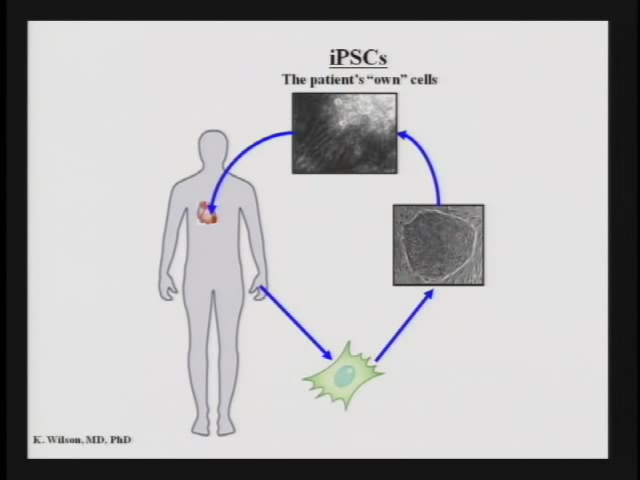 iPSCs
The patient's “own” cells
K. Wilson, MD, PhD